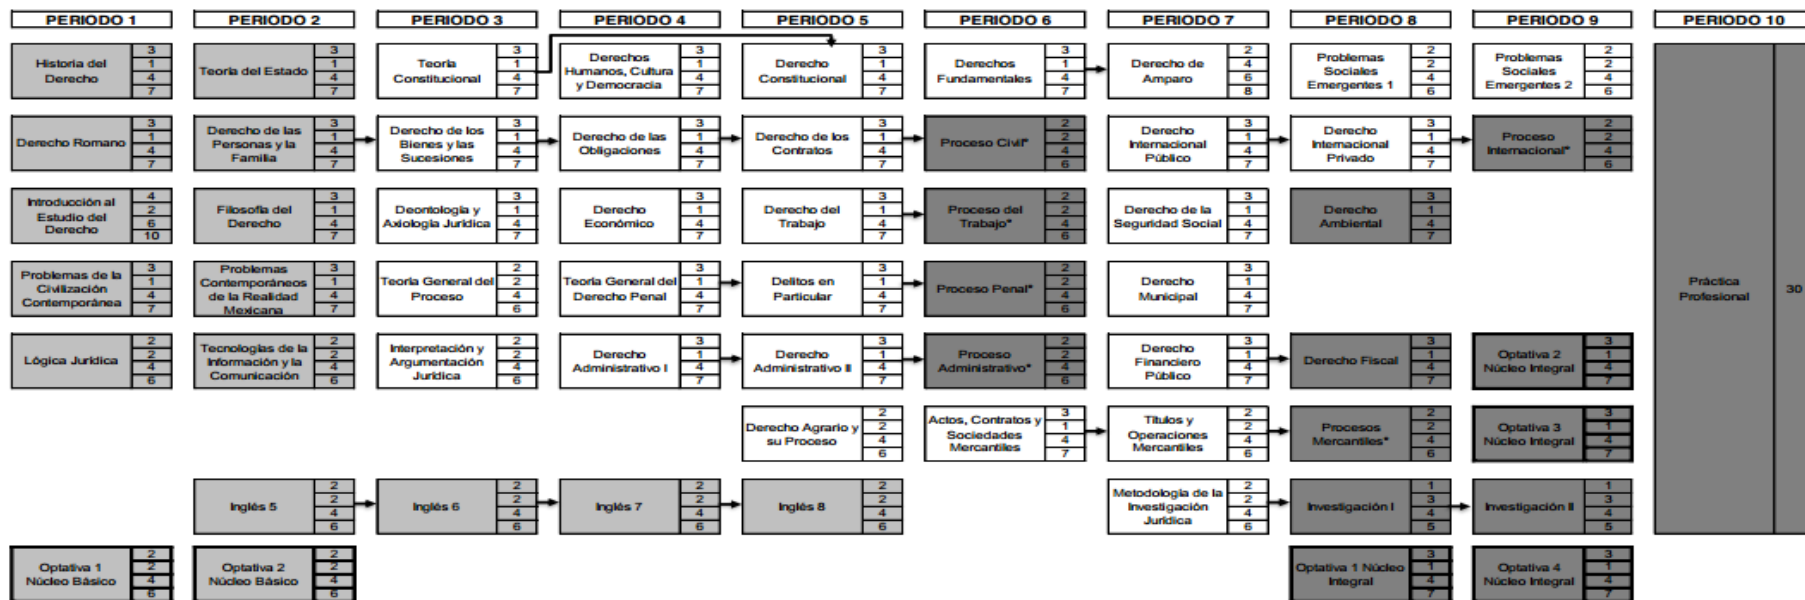 PERIODO 1 PERIODO 2 PERIODO 3 PERIODO 4 PERIODO 5 PERIODO 6 PERIODO 7 PERIODO 8 PERIODO 9 PERIODO 10
Historia del
Derecho
3
1
4
7
Teoría del Estado
3
1
4
7
Teoría
Constitucional
3
1
4
7
Derechos
Humanos, Cultura
y Democracia
3
1
4
7
Derecho
Constitucional
3
1
4
7
Derechos
Fundamentales
3
1
4
7
Derecho de
Amparo
2
4
6
8
Problemas
Sociales
Emergentes 1
2
2
4
6
Problemas
Sociales
Emergentes 2
2
2
4
6
Práctica
Profesional
30
Derecho Romano
3
1
4
7
Derecho de las
Personas y la
Familia
3
1
4
7
Derecho de los
Bienes y las
Sucesiones
3
1
4
7
Derecho de las
Obligaciones
3
1
4
7
Derecho de los
Contratos
3
1
4
7
Proceso Civil*
2
2
4
6
Derecho
Internacional
Público
3
1
4
7
Derecho
Internacional
Privado
3
1
4
7
Proceso
Internacional*
2
2
4
6
Introducción al
Estudio del
Derecho
4
2
6
10
Filosofía del
Derecho
3
1
4
7
Deontología y
Axiología Jurídica
3
1
4
7
Derecho
Económico
3
1
4
7
Derecho del
Trabajo
3
1
4
7
Proceso del
Trabajo*
2
2
4
6
Derecho de la
Seguridad Social
3
1
4
7
Derecho
Ambiental
3
1
4
7
Problemas de la
Civilización
Contemporánea
3
1
4
7
Problemas
Contemporáneos
de la Realidad
Mexicana
3
1
4
7
Teoría General del
Proceso
2
2
4
6
Teoría General del
Derecho Penal
3
1
4
7
Delitos en
Particular
3
1
4
7
Proceso Penal*
2
2
4
6
Derecho
Municipal
3
1
4
7
Lógica Jurídica
2
2
4
6
Tecnologías de la
Información y la
Comunicación
2
2
4
6
Interpretación y
Argumentación
Jurídica
2
2
4
6
Derecho
Administrativo I
3
1
4
7
Derecho
Administrativo II
3
1
4
7
Proceso
Administrativo*
2
2
4
6
Derecho
Financiero
Público
3
1
4
7
Derecho Fiscal
3
1
4
7
Optativa 2
Núcleo Integral
3
1
4
7
Derecho Agrario y
su Proceso
2
2
4
6
Actos, Contratos y
Sociedades
Mercantiles
3
1
4
7
Títulos y
Operaciones
Mercantiles
2
2
4
6
Procesos
Mercantiles*
2
2
4
6
Optativa 3
Núcleo Integral
3
1
4
7
Inglés 5
2
2
4
6
Inglés 6
2
2
4
6
Inglés 7
2
2
4
6
Inglés 8
2
2
4
6
Metodología de la
Investigación
Jurídica
2
2
4
6
Investigación I
1
3
4
5
Investigación II
1
3
4
5
Optativa 1
Núcleo Básico
2
2
4
6
Optativa 2
Núcleo Básico
2
2
4
6
Optativa 1 Núcleo
Integral
3
1
4
7
Optativa 4
Núcleo Integral
3
1
4
7